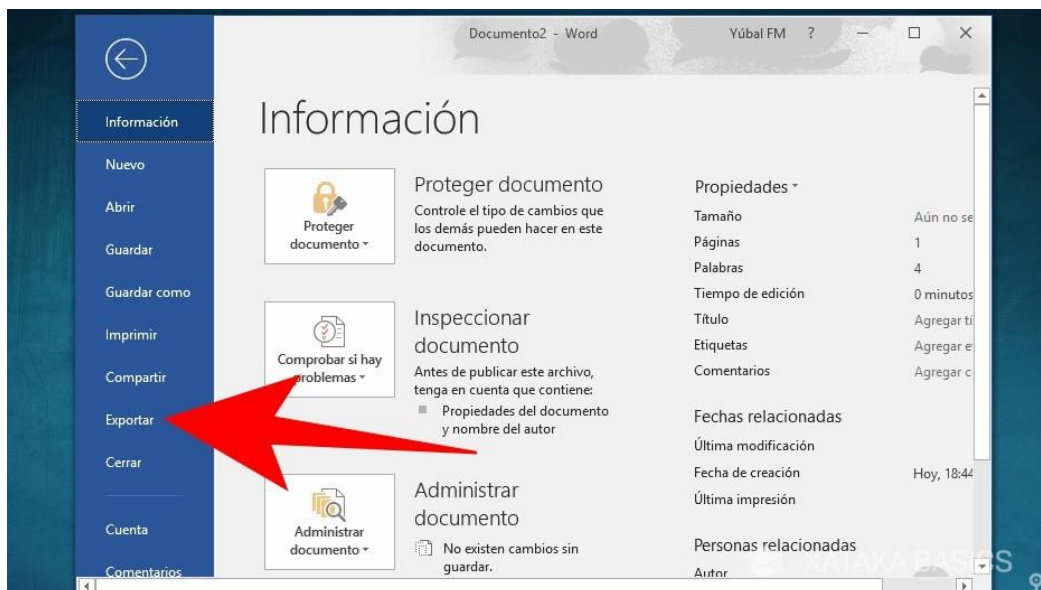 Documento2 - Word
Yúbal FM ?
Información
Nuevo
Abrir
Guardar
Guardar como
Imprimir
Compartir
Exportar
Cerrar
Cuenta
Comentarios
Información
Proteger
documento
Proteger documento
Controle el tipo de cambios que
los demás pueden hacer en este
documento.
Comprobar si hay
problemas
Inspeccionar
documento
Antes de publicar este archivo,
tenga en cuenta que contiene:
Propiedades del documento
y nombre del autor
Administrar
documento
Administrar
documento
No existen cambios sin
guardar.
Propiedades
Tamaño Aún no se
Páginas 1
Palabras 4
Tiempo de edición 0 minutos
Título Agregar tí
Etiquetas Agregar e
Comentarios Agregar c
Fechas relacionadas
Última modificación
Fecha de creación Hoy, 18:44
Última impresión
Personas relacionadas
Autor
XATAKA BASICS